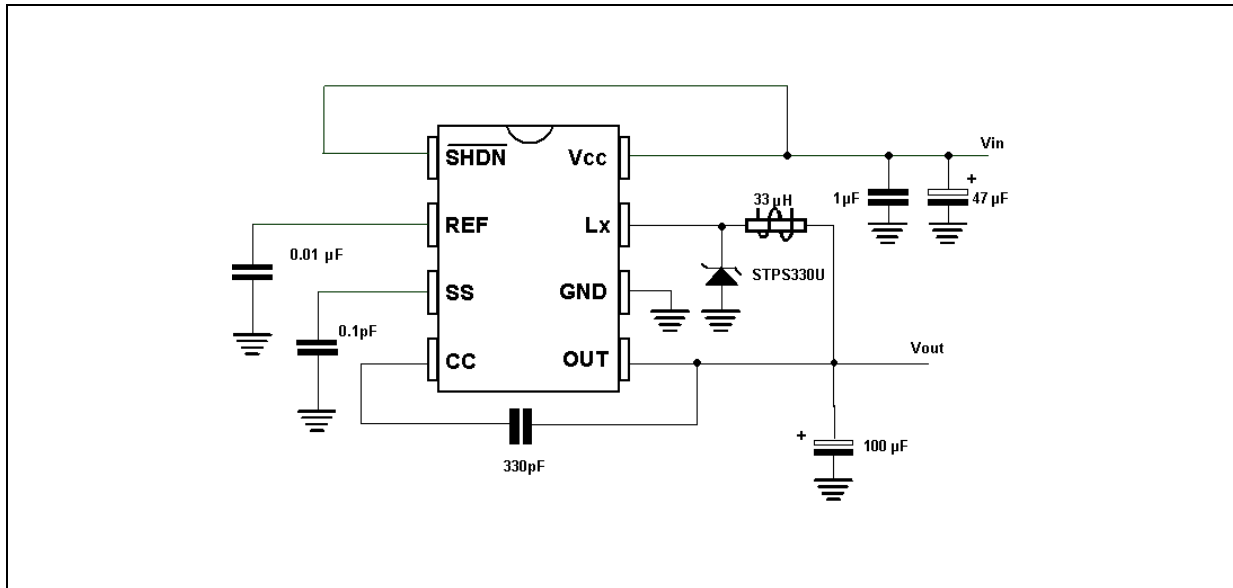 SHDN
Vcc
Vin
REF
Lx
33 µH
1µF
+
47 µF
0.01 µF
SS
GND
STPS330U
0.1pF
CC
OUT
Vout
330pF
+
100 µF